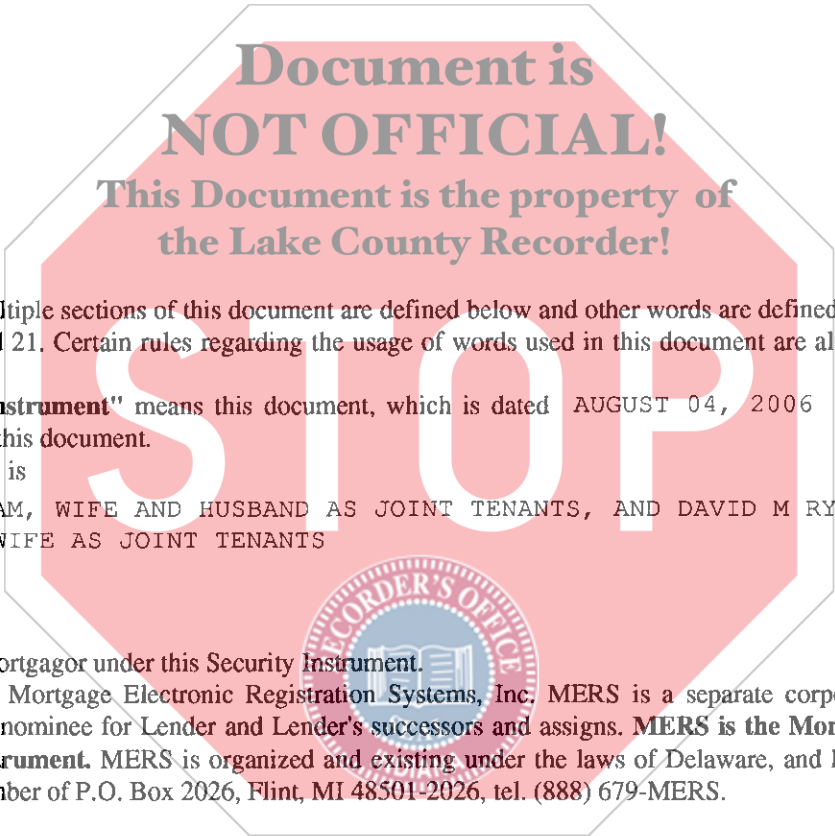 Document is
NOT OFFICIAL!
This Document is the property of
the Lake County Recorder!
ltiple sections of this document are defined below and other words are defined
l 21. Certain rules regarding the usage of words used in this document are al
nstrument" means this document, which is dated AUGUST 04, 2006
this document.
is
AM, WIFE AND HUSBAND AS JOINT TENANTS, AND DAVID M RY
WIFE AS JOINT TENANTS
STOP
RECORDER'S OFFICE
ortgagor under this Security Instrument.
Mortgage Electronic Registration Systems, Inc. MERS is a separate corp
nominee for Lender and Lender's successors and assigns. MERS is the Mor
rument. MERS is organized and existing under the laws of Delaware, and
nber of P.O. Box 2026, Flint, MI 48501-2026, tel. (888) 679-MERS.
INDIANA